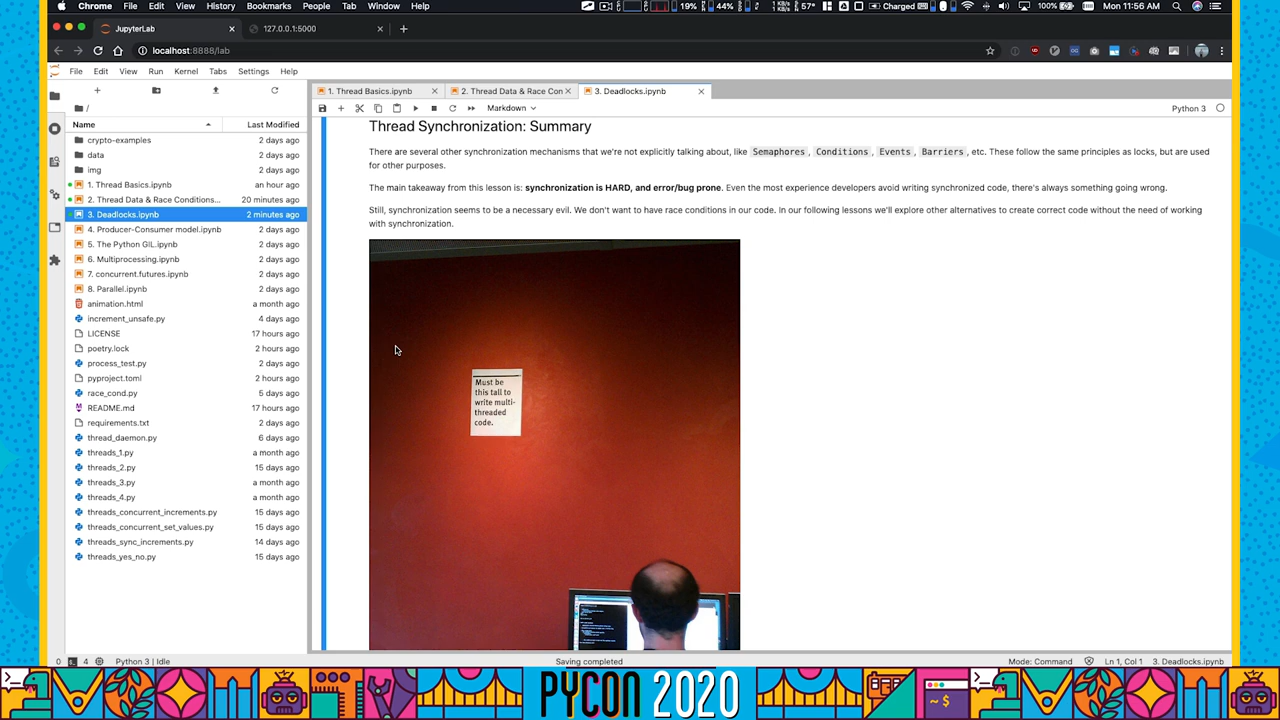 Chrome File Edit View History Bookmarks People Tab Window Help 19% 44% 57° Charged 100% Mon 11:56 AM
JupyterLab 127.0.0.1:5000
localhost:8888/lab
File Edit View Run Kernel Tabs Settings Help
1. Thread Basics.ipynb 2. Thread Data & Race Con 3. Deadlocks.ipynb
/
Markdown Python 3
Name Last Modified
crypto-examples 2 days ago
data 2 days ago
img 2 days ago
1. Thread Basics.ipynb an hour ago
2. Thread Data & Race Conditions... 20 minutes ago
3. Deadlocks.ipynb 2 minutes ago
4. Producer-Consumer model.ipynb 2 days ago
5. The Python GIL.ipynb 2 days ago
6. Multiprocessing.ipynb 2 days ago
7. concurrent.futures.ipynb 2 days ago
8. Parallel.ipynb 2 days ago
animation.html a month ago
increment_unsafe.py 4 days ago
LICENSE 17 hours ago
poetry.lock 2 hours ago
process_test.py 2 days ago
pyproject.toml 2 hours ago
race_cond.py 5 days ago
README.md 17 hours ago
requirements.txt 2 days ago
thread_daemon.py 6 days ago
threads_1.py a month ago
threads_2.py 15 days ago
threads_3.py a month ago
threads_4.py a month ago
threads_concurrent_increments.py 15 days ago
threads_concurrent_set_values.py 15 days ago
threads_sync_increments.py 14 days ago
threads_yes_no.py 15 days ago
Thread Synchronization: Summary
There are several other synchronization mechanisms that we're not explicitly talking about, like Semaphores, Conditions, Events, Barriers, etc. These follow the same principles as locks, but are used
for other purposes.
The main takeaway from this lesson is: synchronization is HARD, and error/bug prone. Even the most experience developers avoid writing synchronized code, there's always something going wrong.
Still, synchronization seems to be a necessary evil. We don't want to have race conditions in our code. In our following lessons we'll explore other alternatives to create correct code without the need of working
with synchronization.
Must be
this tall to
write multi-
threaded
code.
0 4 Python 3 | Idle Saving completed Mode: Command Ln 1, Col 1 3. Deadlocks.ipynb
PYCON 2020
~ $